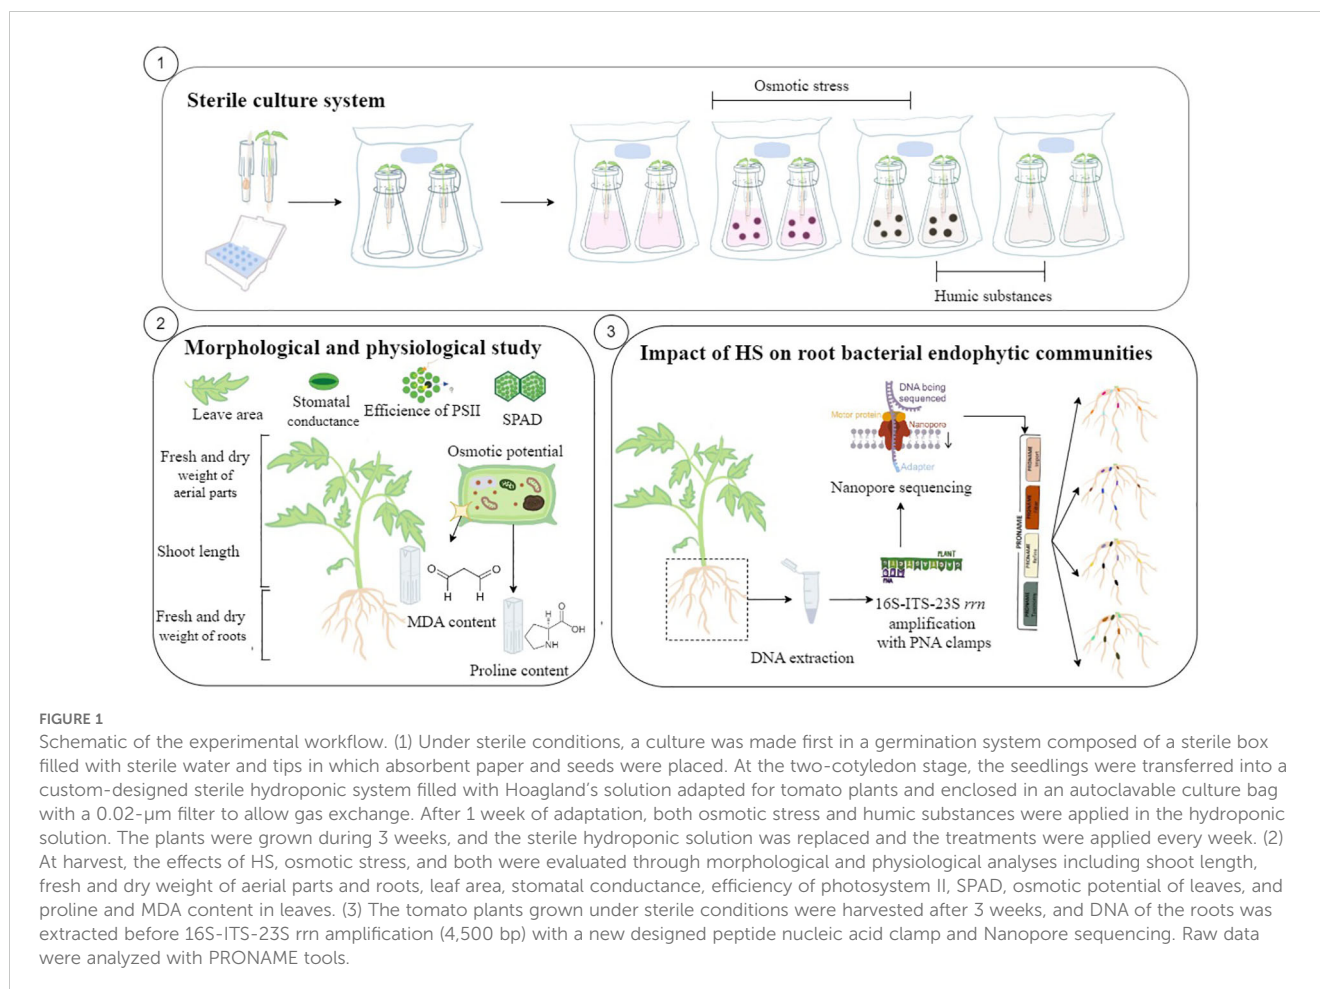 1
Sterile culture system
Osmotic stress
Humic substances
2
Morphological and physiological study
Leave area
Stomatal
conductance
Efficience of PSII
SPAD
Fresh and dry
weight of
aerial parts
Shoot length
Fresh and dry
weight of roots
Osmotic potential
O
O
H
H
MDA content
H
O
OH
NH
Proline content
3
Impact of HS on root bacterial endophytic communities
DNA being
sequenced
Motor protein
Nanopore
Adapter
Nanopore sequencing
PLANT
PNA
16S-ITS-23S rrn
amplification
with PNA clamps
DNA extraction
PRONAME
PRONAME
Import
PRONAME
PRONAME
Refine
PRONAME
Taxonomy
FIGURE 1
Schematic of the experimental workflow. (1) Under sterile conditions, a culture was made first in a germination system composed of a sterile box
filled with sterile water and tips in which absorbent paper and seeds were placed. At the two-cotyledon stage, the seedlings were transferred into a
custom-designed sterile hydroponic system filled with Hoagland's solution adapted for tomato plants and enclosed in an autoclavable culture bag
with a 0.02-µm filter to allow gas exchange. After 1 week of adaptation, both osmotic stress and humic substances were applied in the hydroponic
solution. The plants were grown during 3 weeks, and the sterile hydroponic solution was replaced and the treatments were applied every week. (2)
At harvest, the effects of HS, osmotic stress, and both were evaluated through morphological and physiological analyses including shoot length,
fresh and dry weight of aerial parts and roots, leaf area, stomatal conductance, efficiency of photosystem II, SPAD, osmotic potential of leaves, and
proline and MDA content in leaves. (3) The tomato plants grown under sterile conditions were harvested after 3 weeks, and DNA of the roots was
extracted before 16S-ITS-23S rrn amplification (4,500 bp) with a new designed peptide nucleic acid clamp and Nanopore sequencing. Raw data
were analyzed with PRONAME tools.